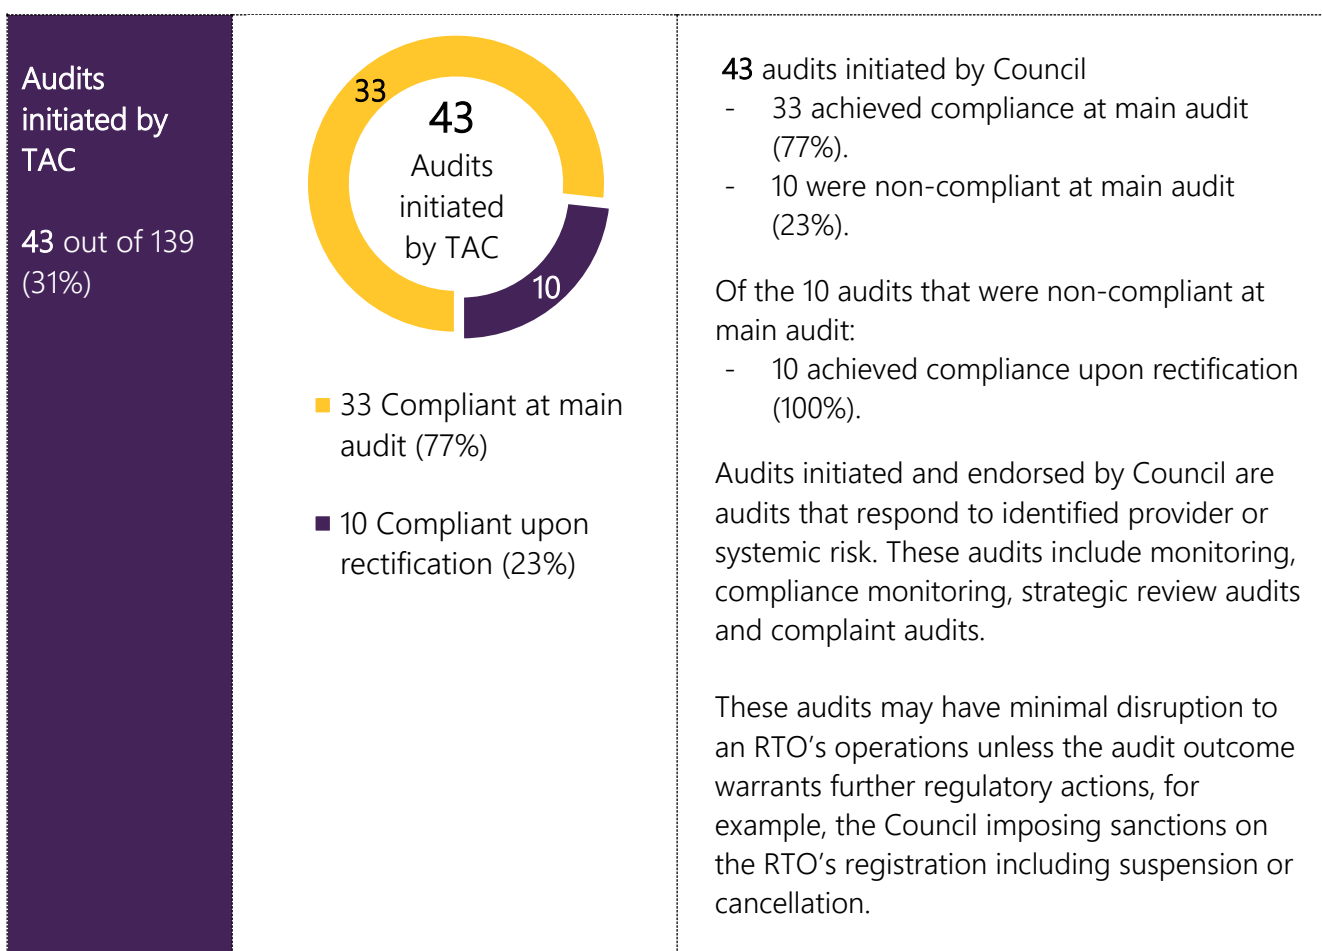 Audits
initiated by
TAC
43 out of 139
(31%)
33
43
Audits
initiated
by TAC
10
33 Compliant at main
audit (77%)
10 Compliant upon
rectification (23%)
43 audits initiated by Council
- 33 achieved compliance at main audit
(77%).
- 10 were non-compliant at main audit
(23%).
Of the 10 audits that were non-compliant at
main audit:
- 10 achieved compliance upon rectification
(100%).
Audits initiated and endorsed by Council are
audits that respond to identified provider or
systemic risk. These audits include monitoring,
compliance monitoring, strategic review audits
and complaint audits.
These audits may have minimal disruption to
an RTO’s operations unless the audit outcome
warrants further regulatory actions, for
example, the Council imposing sanctions on
the RTO’s registration including suspension or
cancellation.